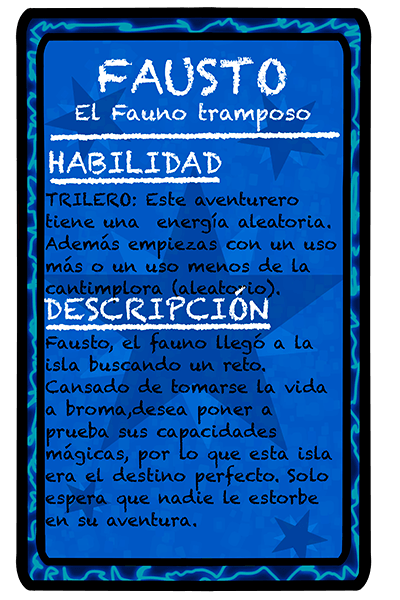 FAUSTO
El Fauno tramposo
HABILIDAD
TRILERO: Este aventurero
tiene una energía aleatoria.
Además empiezas con un uso
más o un uso menos de la
cantimplora (aleatorio).
DESCRIPCIÓN
Fausto, el fauno llegó a la
isla buscando un reto.
Cansado de tomarse la vida
a broma,desea poner a
prueba sus capacidades
mágicas, por lo que esta isla
era el destino perfecto. Solo
espera que nadie le estorbe
en su aventura.